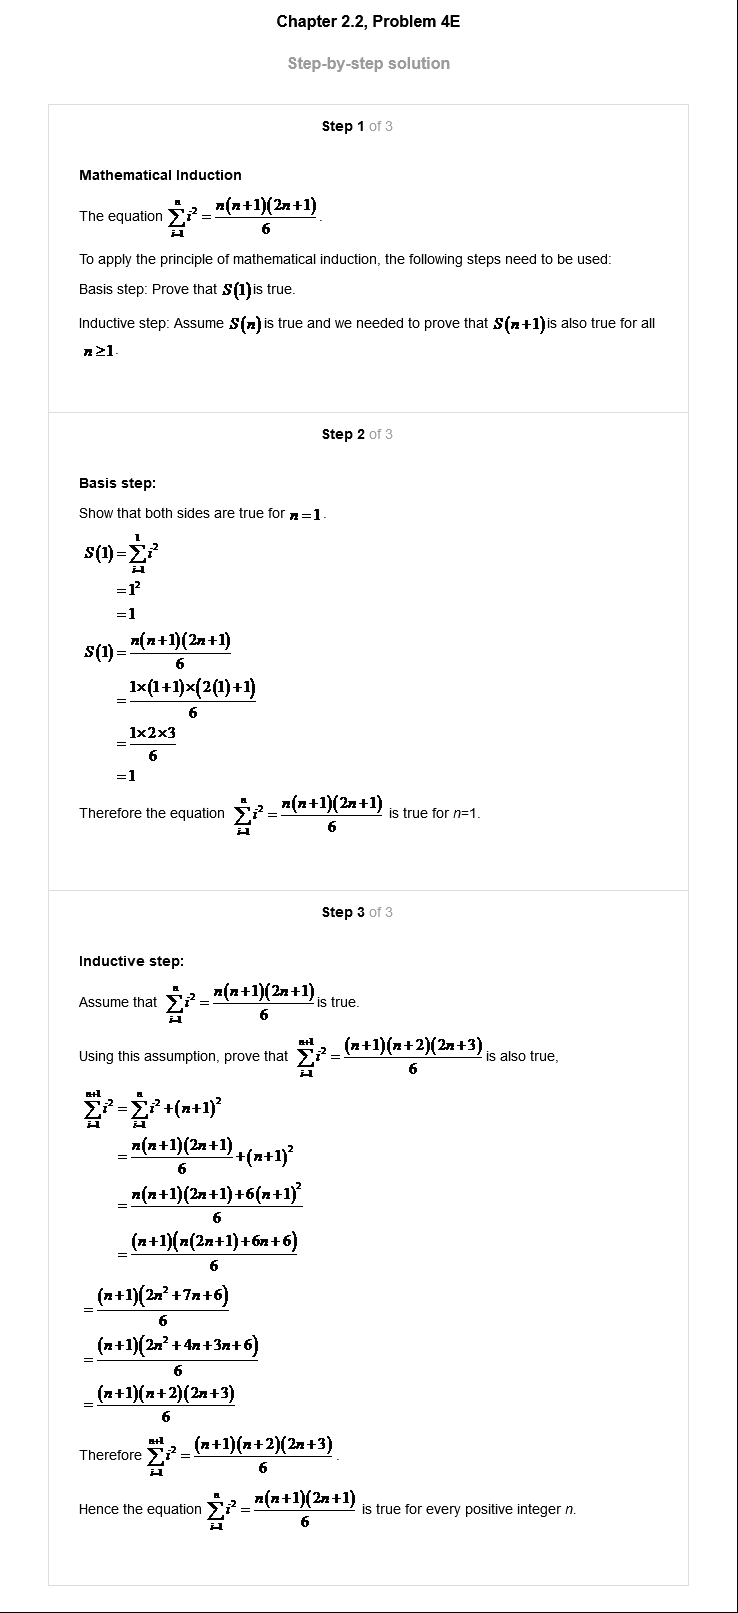 Chapter 2.2, Problem 4E
Step-by-step solution
Step 1 of 3
Mathematical Induction
The equation \sum_{i=1}^{n} i^2 = \frac{n(n+1)(2n+1)}{6}.
To apply the principle of mathematical induction, the following steps need to be used:
Basis step: Prove that S(1) is true.
Inductive step: Assume S(n) is true and we needed to prove that S(n+1) is also true for all
n ≥ 1.
Step 2 of 3
Basis step:
Show that both sides are true for n = 1.
S(1) = \sum_{i=1}^{1} i^2
= 1^2
= 1
S(1) = \frac{n(n+1)(2n+1)}{6}
= \frac{1×(1+1)×(2(1)+1)}{6}
= \frac{1×2×3}{6}
= 1
Therefore the equation \sum_{i=1}^{n} i^2 = \frac{n(n+1)(2n+1)}{6} is true for n=1.
Step 3 of 3
Inductive step:
Assume that \sum_{i=1}^{n} i^2 = \frac{n(n+1)(2n+1)}{6} is true.
Using this assumption, prove that \sum_{i=1}^{n+1} i^2 = \frac{(n+1)(n+2)(2n+3)}{6} is also true,
\sum_{i=1}^{n+1} i^2 = \sum_{i=1}^{n} i^2 + (n+1)^2
= \frac{n(n+1)(2n+1)}{6} + (n+1)^2
= \frac{n(n+1)(2n+1)+6(n+1)^2}{6}
= \frac{(n+1)(n(2n+1)+6n+6)}{6}
= \frac{(n+1)(2n^2+7n+6)}{6}
= \frac{(n+1)(2n^2+4n+3n+6)}{6}
= \frac{(n+1)(n+2)(2n+3)}{6}
Therefore \sum_{i=1}^{n+1} i^2 = \frac{(n+1)(n+2)(2n+3)}{6}.
Hence the equation \sum_{i=1}^{n} i^2 = \frac{n(n+1)(2n+1)}{6} is true for every positive integer n.